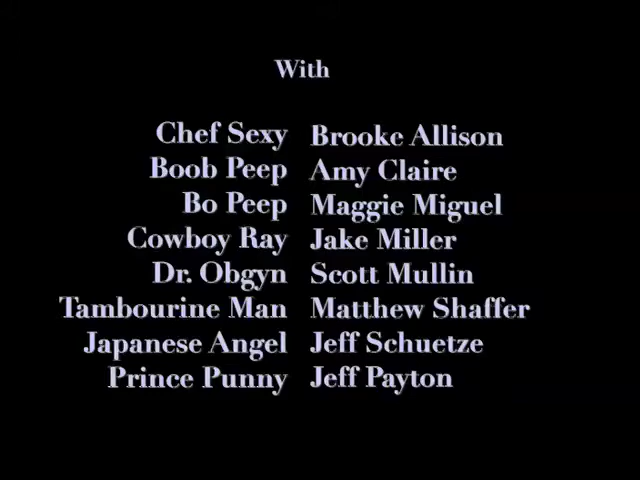 With
Chef Sexy Brooke Allison
Boob Peep Amy Claire
Bo Peep Maggie Miguel
Cowboy Ray Jake Miller
Dr. Obgyn Scott Mullin
Tambourine Man Matthew Shaffer
Japanese Angel Jeff Schuetze
Prince Punny Jeff Payton